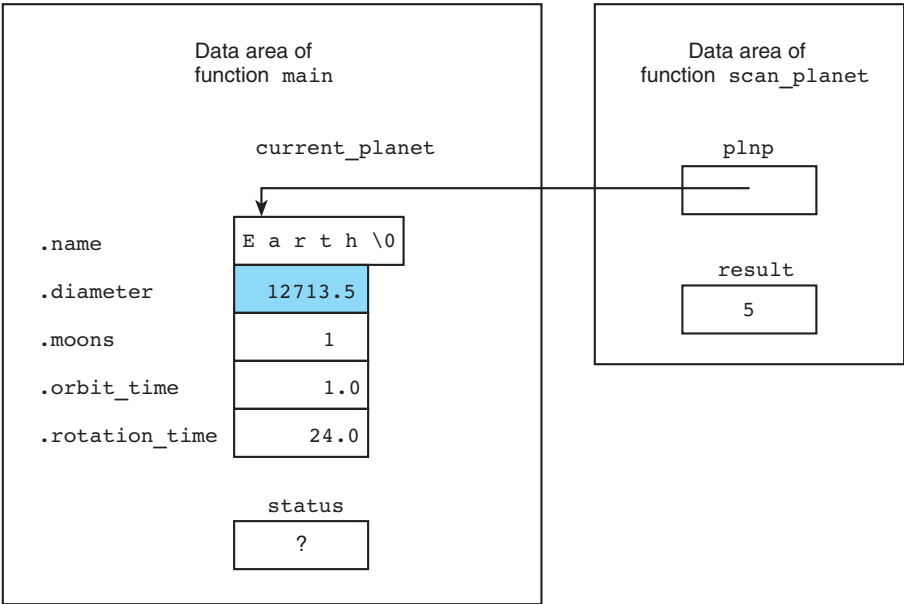 Data area of
function main
current_planet
.name
E a r t h \0
.diameter
12713.5
.moons
1
.orbit_time
1.0
.rotation_time
24.0
status
?
Data area of
function scan_planet
plnp
result
5